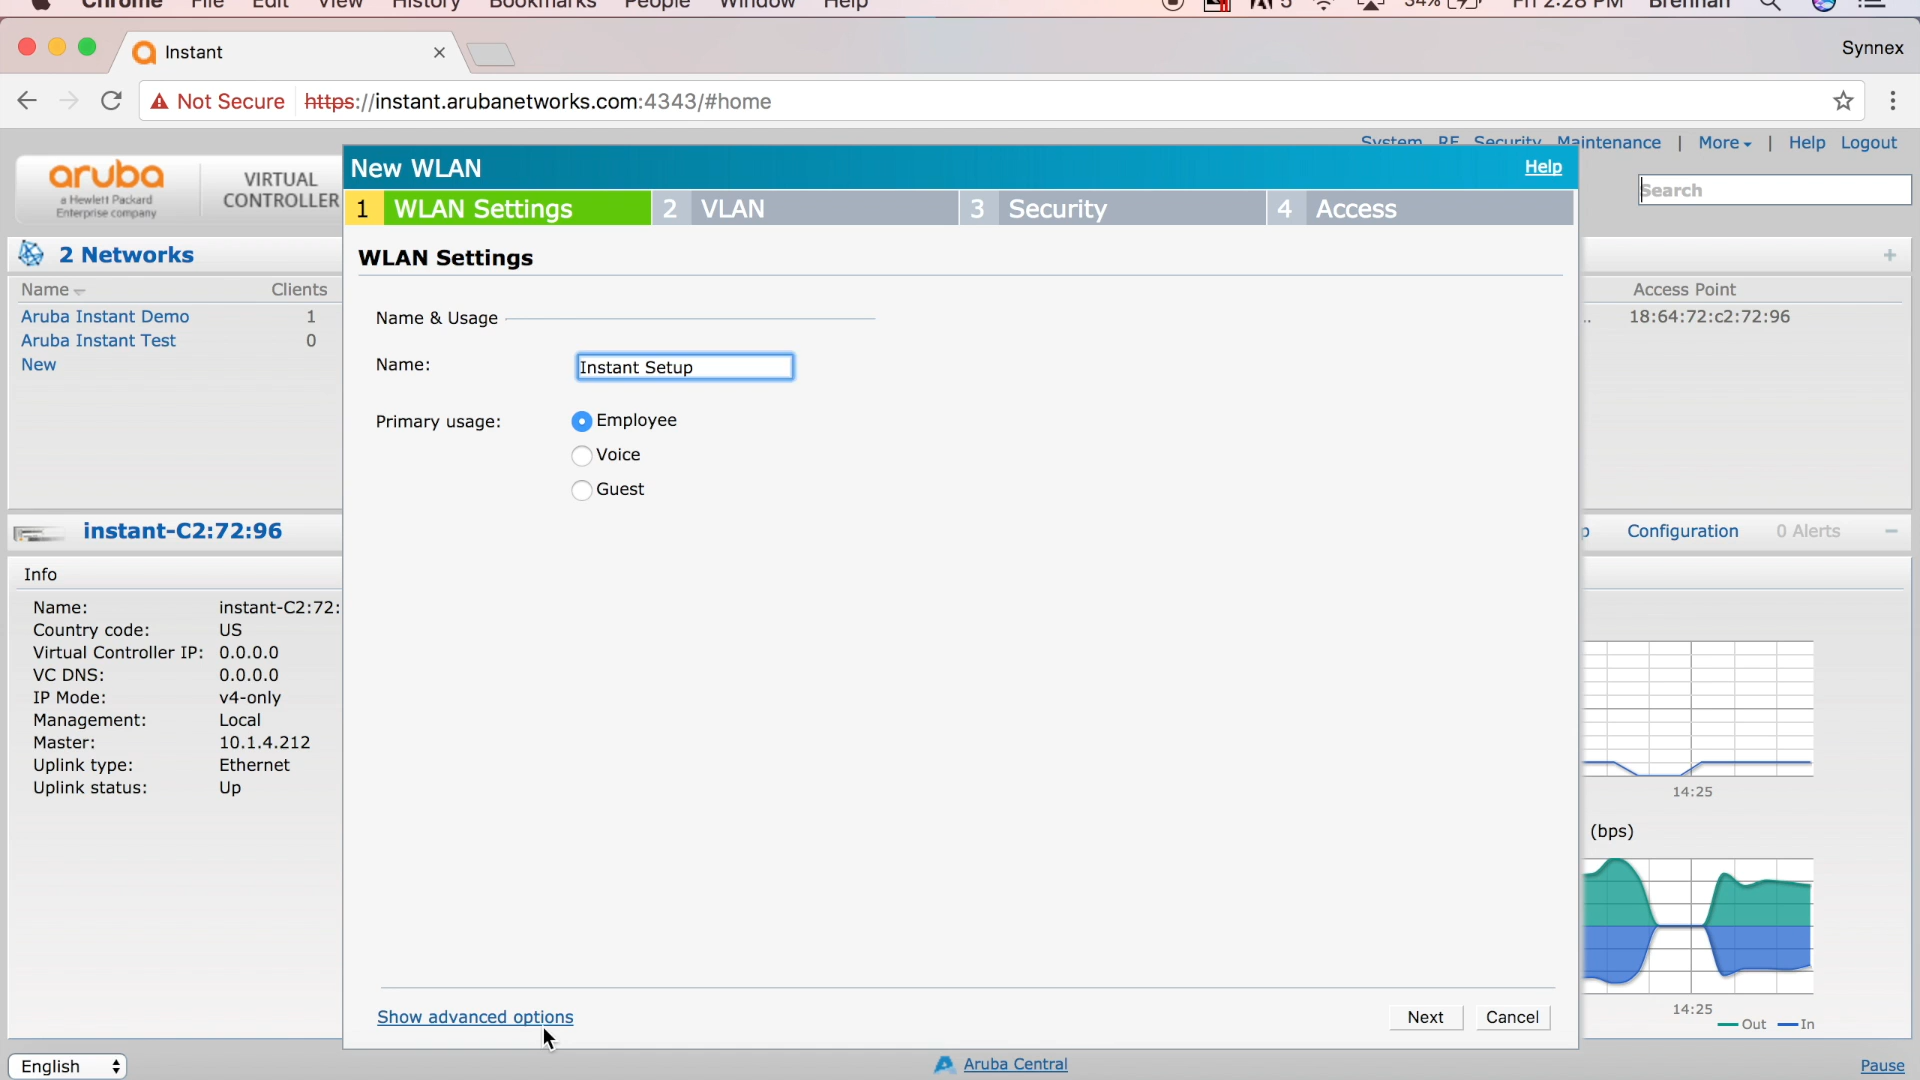 Chrome File Edit View History Bookmarks People Window Help
5 34% Fri 2:28 PM Brennan
Instant
Synnex
Not Secure https://instant.arubanetworks.com:4343/#home
System RF Security Maintenance | More | Help Logout
aruba
a Hewlett Packard
Enterprise company
VIRTUAL
CONTROLLER
Search
New WLAN
Help
1 WLAN Settings 2 VLAN 3 Security 4 Access
2 Networks
Name Clients
Aruba Instant Demo 1
Aruba Instant Test 0
New
WLAN Settings
Name & Usage
Name: Instant Setup
Primary usage: Employee
Voice
Guest
Show advanced options
Next Cancel
Access Point
.. 18:64:72:c2:72:96
instant-C2:72:96
p Configuration 0 Alerts
Info
Name: instant-C2:72:
Country code: US
Virtual Controller IP: 0.0.0.0
VC DNS: 0.0.0.0
IP Mode: v4-only
Management: Local
Master: 10.1.4.212
Uplink type: Ethernet
Uplink status: Up
14:25
(bps)
14:25
Out In
English
Aruba Central
Pause